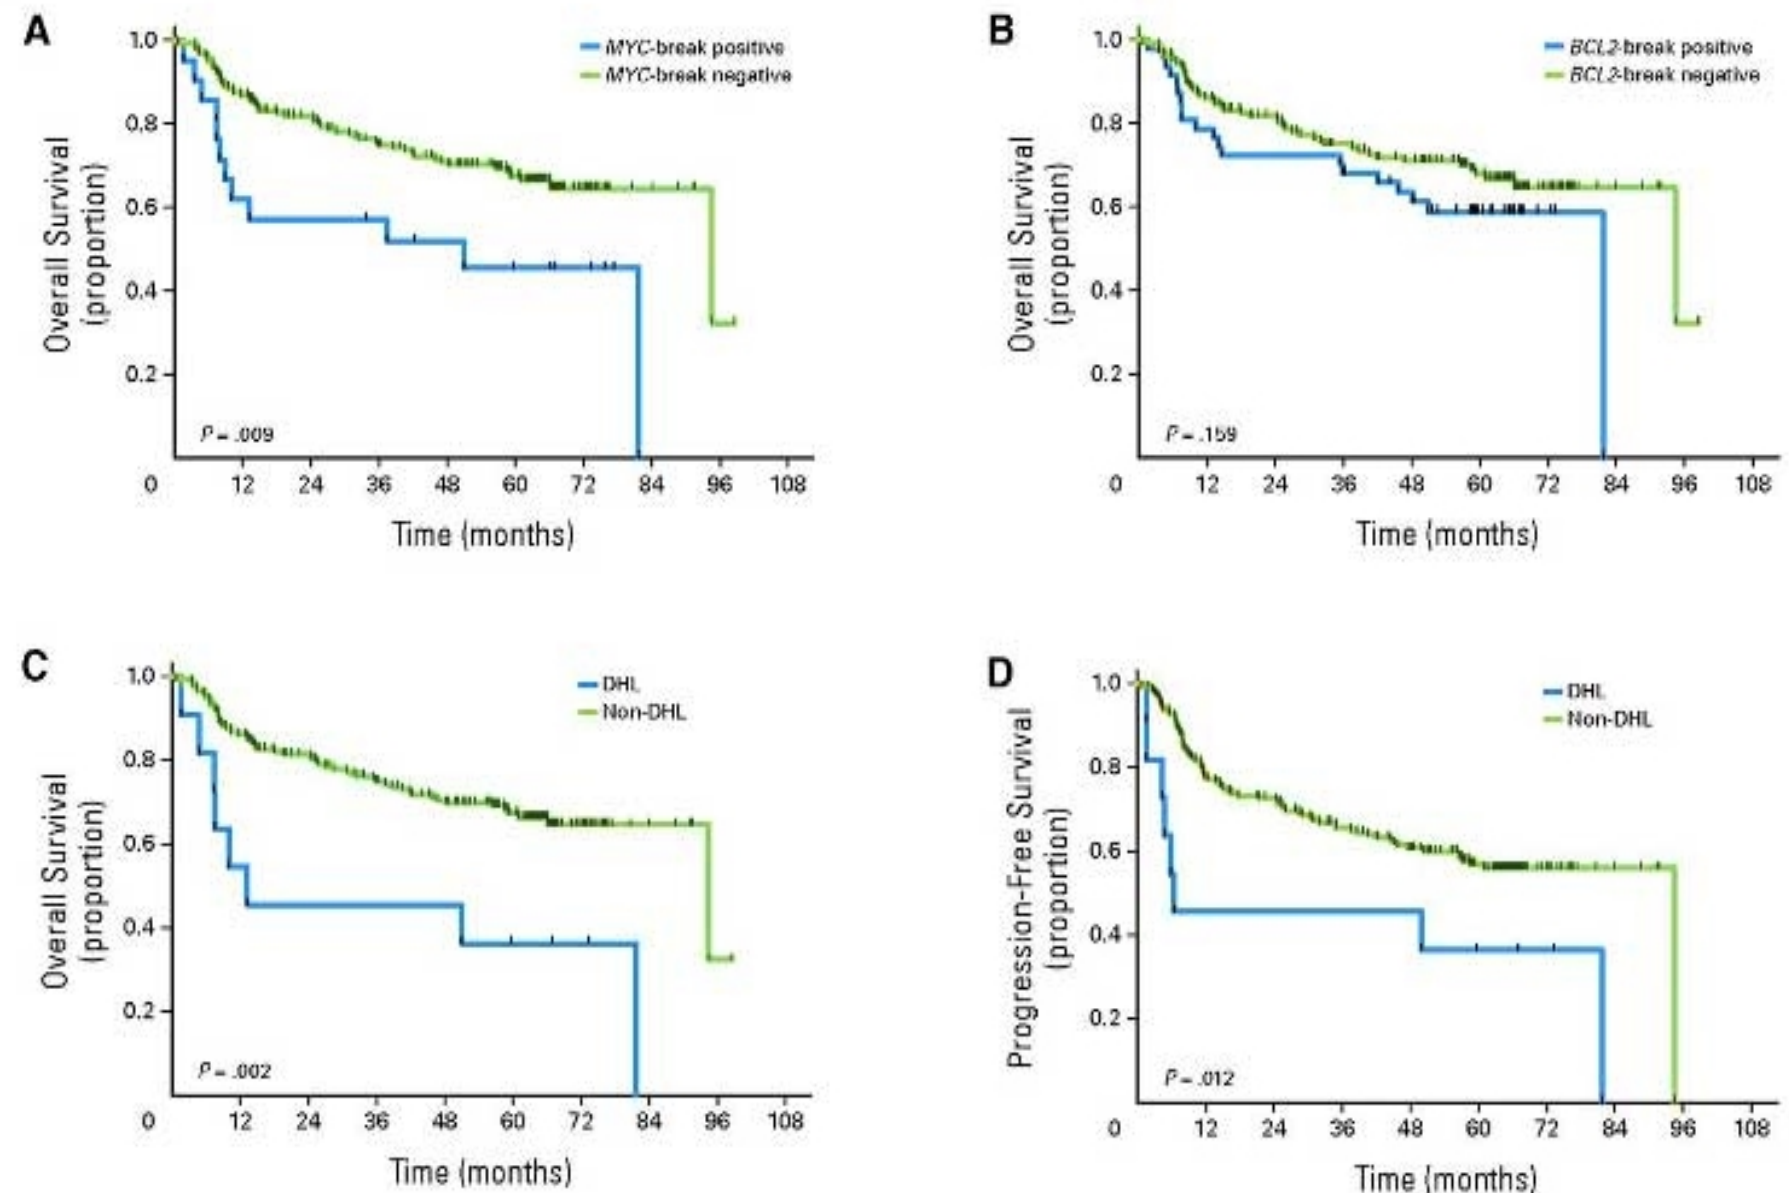 A
MYC-break positive
MYC-break negative
Overall Survival
(proportion)
1.0
0.8
0.6
0.4
0.2
P = .009
0 12 24 36 48 60 72 84 96 108
Time (months)
B
BCL2-break positive
BCL2-break negative
Overall Survival
(proportion)
1.0
0.8
0.6
0.4
0.2
P = .159
0 12 24 36 48 60 72 84 96 108
Time (months)
C
DHL
Non-DHL
Overall Survival
(proportion)
1.0
0.8
0.6
0.4
0.2
P = .002
0 12 24 36 48 60 72 84 96 108
Time (months)
D
DHL
Non-DHL
Progression-Free Survival
(proportion)
1.0
0.8
0.6
0.4
0.2
P = .012
0 12 24 36 48 60 72 84 96 108
Time (months)